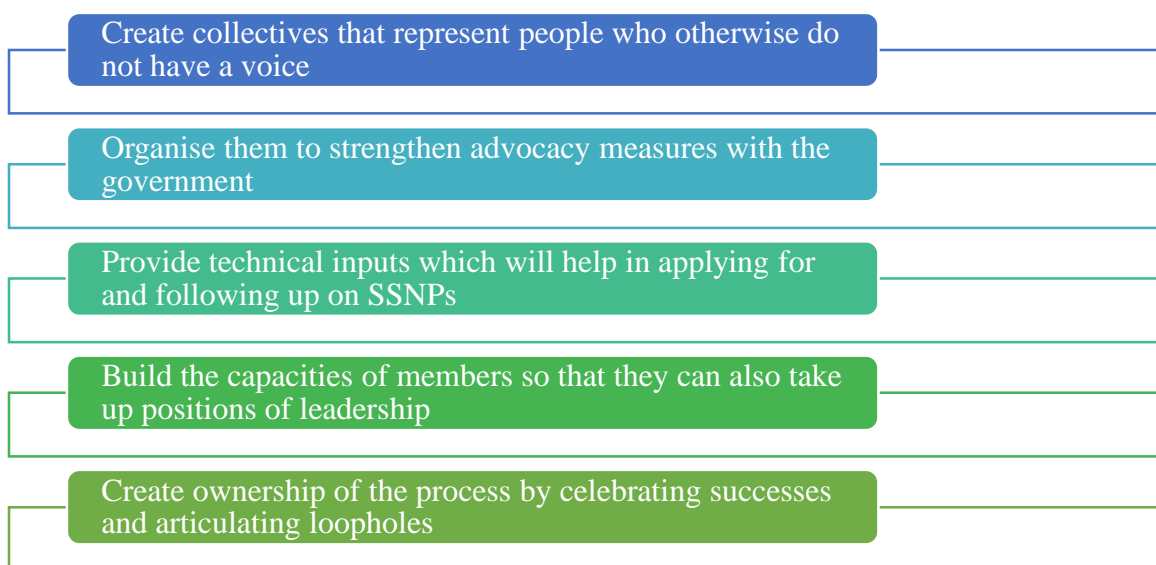 Create collectives that represent people who otherwise do
not have a voice
Organise them to strengthen advocacy measures with the
government
Provide technical inputs which will help in applying for
and following up on SSNPs
Build the capacities of members so that they can also take
up positions of leadership
Create ownership of the process by celebrating successes
and articulating loopholes